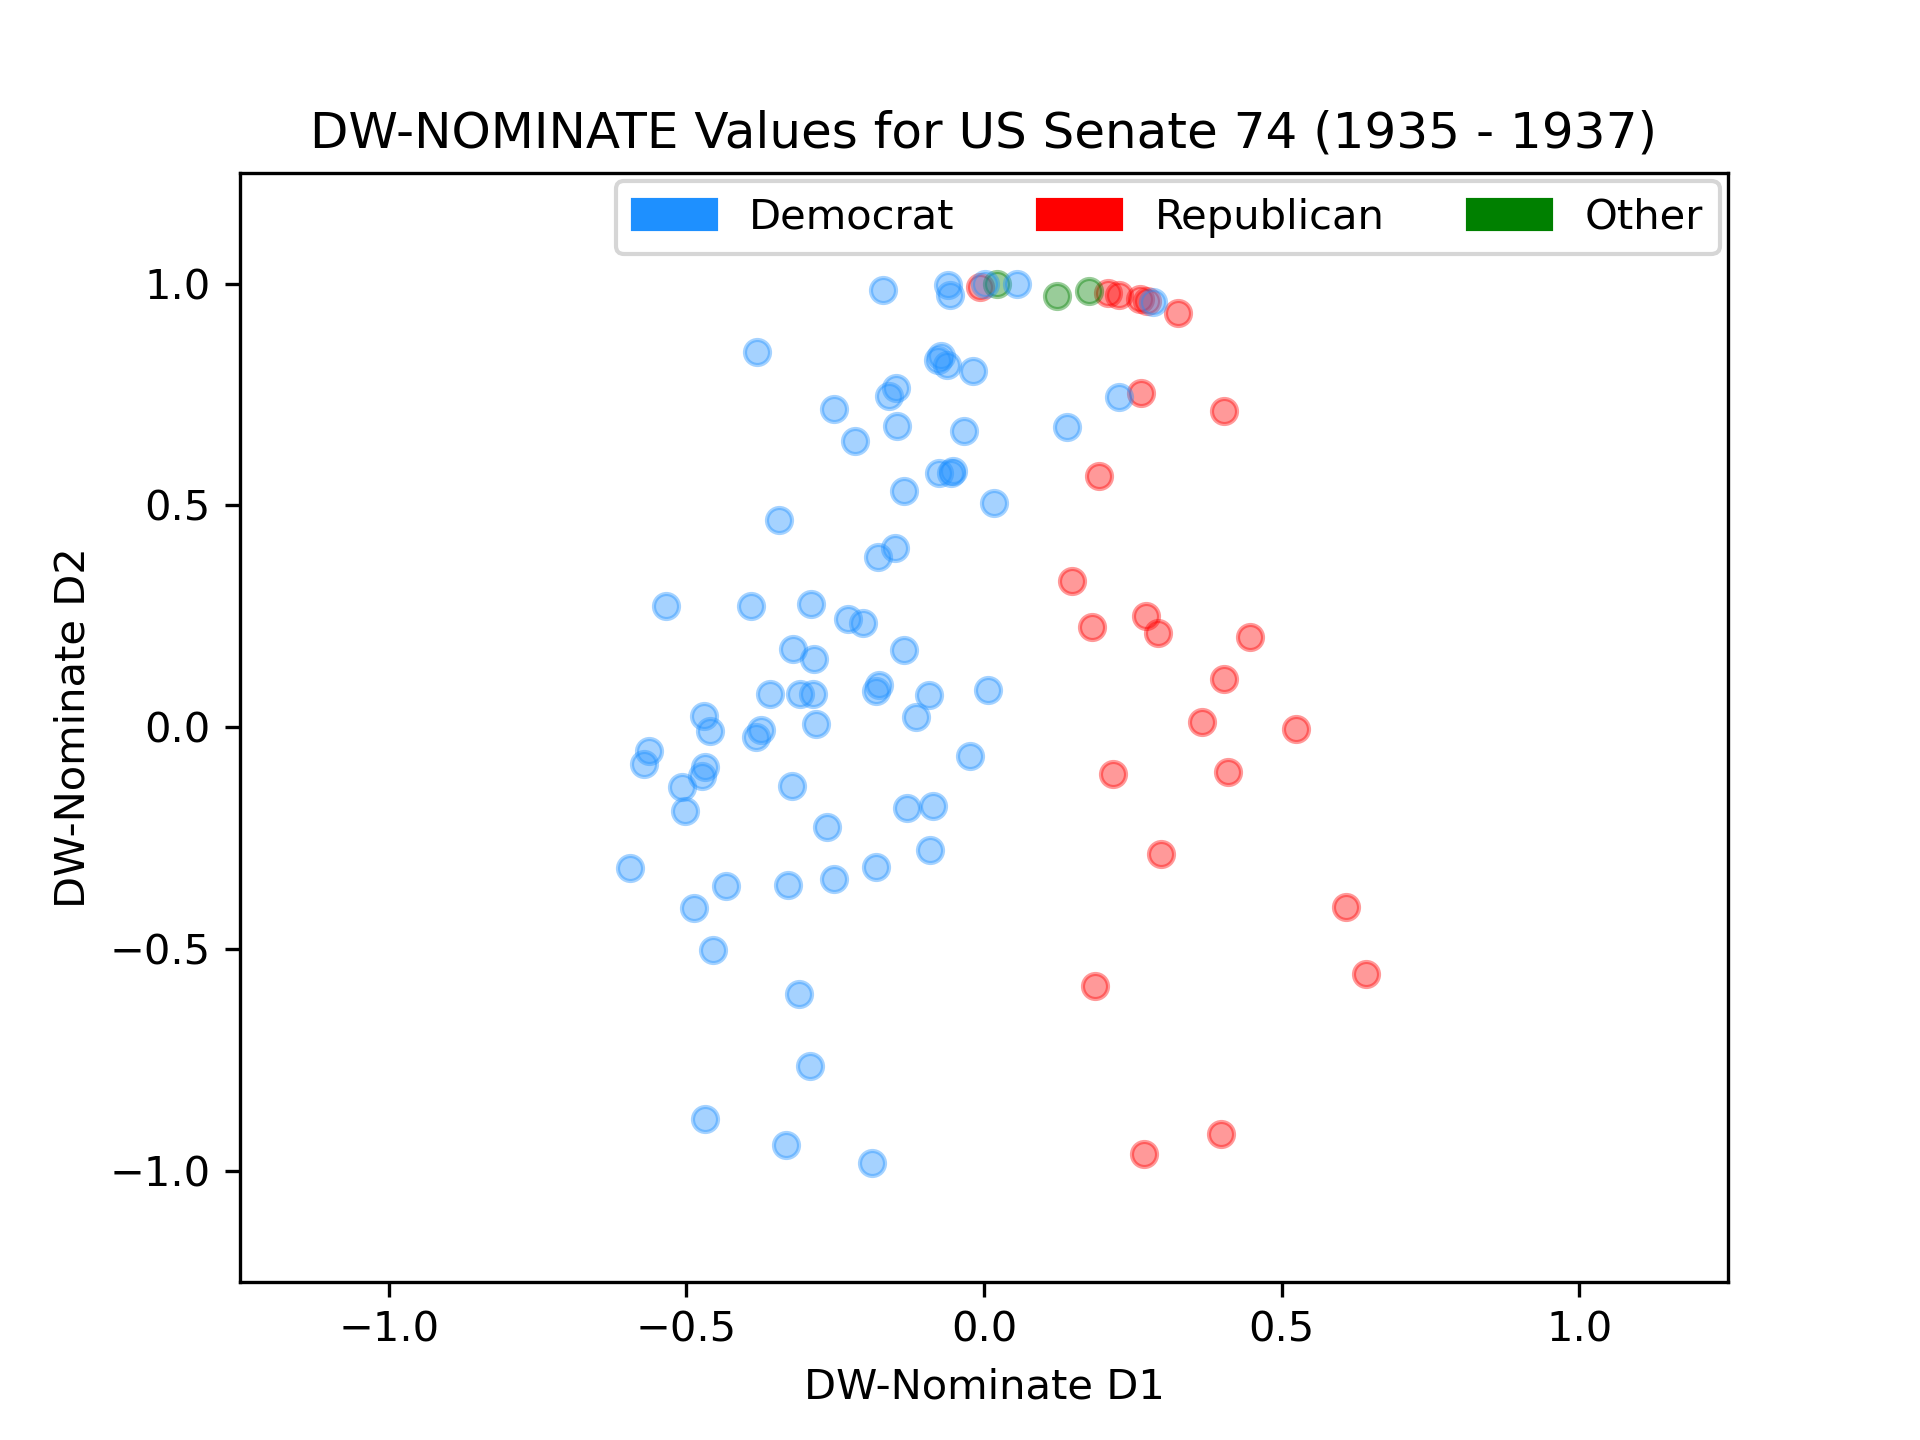 DW-NOMINATE Values for US Senate 74 (1935 - 1937)
Democrat Republican Other
1.0
0.5
0.0
−0.5
−1.0
DW-Nominate D2
−1.0 −0.5 0.0 0.5 1.0
DW-Nominate D1